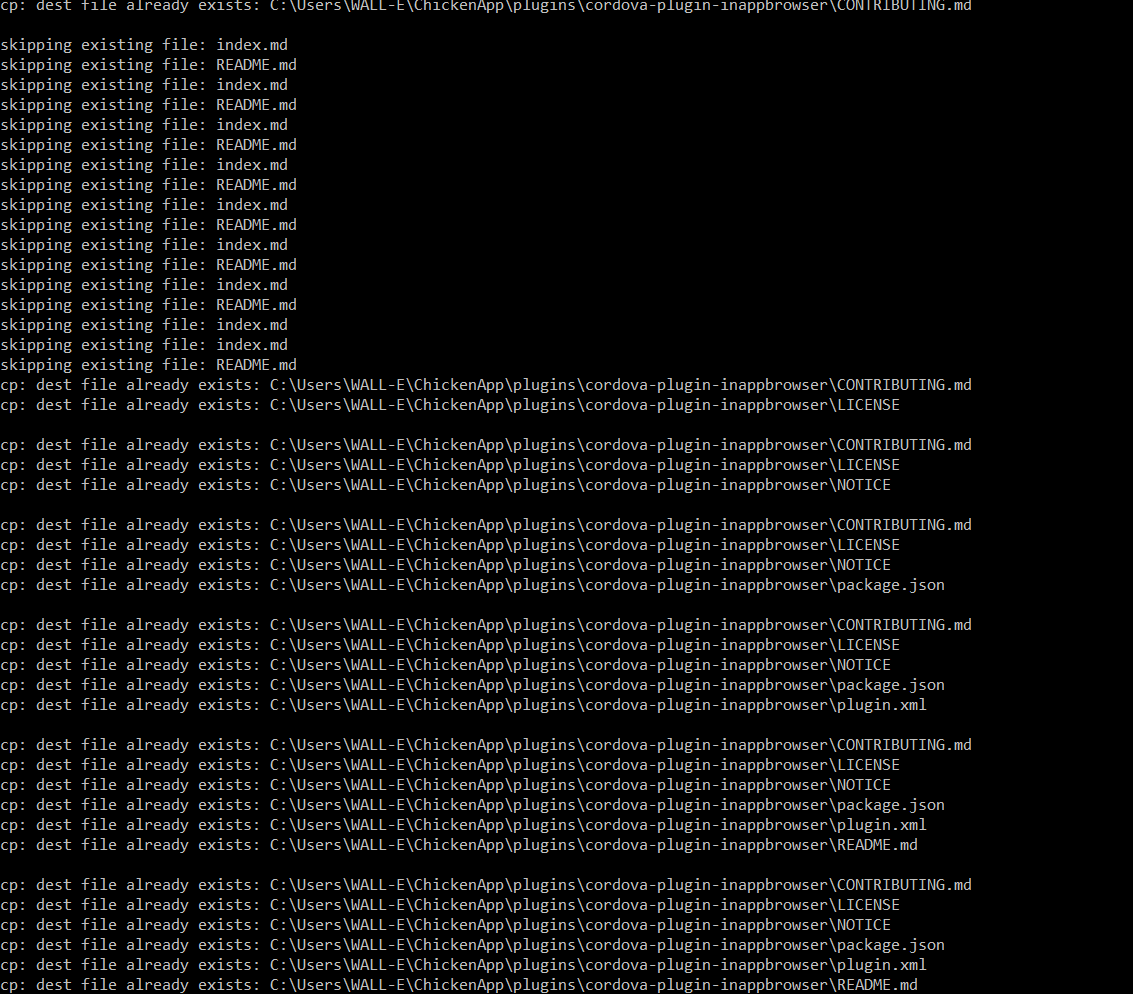 cp: dest file already exists: C:\Users\WALL-E\ChickenApp\plugins\cordova-plugin-inappbrowser\CONTRIBUTING.md
skipping existing file: index.md
skipping existing file: README.md
skipping existing file: index.md
skipping existing file: README.md
skipping existing file: index.md
skipping existing file: README.md
skipping existing file: index.md
skipping existing file: README.md
skipping existing file: index.md
skipping existing file: README.md
skipping existing file: index.md
skipping existing file: README.md
skipping existing file: index.md
skipping existing file: README.md
skipping existing file: index.md
skipping existing file: index.md
skipping existing file: README.md
cp: dest file already exists: C:\Users\WALL-E\ChickenApp\plugins\cordova-plugin-inappbrowser\CONTRIBUTING.md
cp: dest file already exists: C:\Users\WALL-E\ChickenApp\plugins\cordova-plugin-inappbrowser\LICENSE
cp: dest file already exists: C:\Users\WALL-E\ChickenApp\plugins\cordova-plugin-inappbrowser\CONTRIBUTING.md
cp: dest file already exists: C:\Users\WALL-E\ChickenApp\plugins\cordova-plugin-inappbrowser\LICENSE
cp: dest file already exists: C:\Users\WALL-E\ChickenApp\plugins\cordova-plugin-inappbrowser\NOTICE
cp: dest file already exists: C:\Users\WALL-E\ChickenApp\plugins\cordova-plugin-inappbrowser\CONTRIBUTING.md
cp: dest file already exists: C:\Users\WALL-E\ChickenApp\plugins\cordova-plugin-inappbrowser\LICENSE
cp: dest file already exists: C:\Users\WALL-E\ChickenApp\plugins\cordova-plugin-inappbrowser\NOTICE
cp: dest file already exists: C:\Users\WALL-E\ChickenApp\plugins\cordova-plugin-inappbrowser\package.json
cp: dest file already exists: C:\Users\WALL-E\ChickenApp\plugins\cordova-plugin-inappbrowser\CONTRIBUTING.md
cp: dest file already exists: C:\Users\WALL-E\ChickenApp\plugins\cordova-plugin-inappbrowser\LICENSE
cp: dest file already exists: C:\Users\WALL-E\ChickenApp\plugins\cordova-plugin-inappbrowser\NOTICE
cp: dest file already exists: C:\Users\WALL-E\ChickenApp\plugins\cordova-plugin-inappbrowser\package.json
cp: dest file already exists: C:\Users\WALL-E\ChickenApp\plugins\cordova-plugin-inappbrowser\plugin.xml
cp: dest file already exists: C:\Users\WALL-E\ChickenApp\plugins\cordova-plugin-inappbrowser\CONTRIBUTING.md
cp: dest file already exists: C:\Users\WALL-E\ChickenApp\plugins\cordova-plugin-inappbrowser\LICENSE
cp: dest file already exists: C:\Users\WALL-E\ChickenApp\plugins\cordova-plugin-inappbrowser\NOTICE
cp: dest file already exists: C:\Users\WALL-E\ChickenApp\plugins\cordova-plugin-inappbrowser\package.json
cp: dest file already exists: C:\Users\WALL-E\ChickenApp\plugins\cordova-plugin-inappbrowser\plugin.xml
cp: dest file already exists: C:\Users\WALL-E\ChickenApp\plugins\cordova-plugin-inappbrowser\README.md
cp: dest file already exists: C:\Users\WALL-E\ChickenApp\plugins\cordova-plugin-inappbrowser\CONTRIBUTING.md
cp: dest file already exists: C:\Users\WALL-E\ChickenApp\plugins\cordova-plugin-inappbrowser\LICENSE
cp: dest file already exists: C:\Users\WALL-E\ChickenApp\plugins\cordova-plugin-inappbrowser\NOTICE
cp: dest file already exists: C:\Users\WALL-E\ChickenApp\plugins\cordova-plugin-inappbrowser\package.json
cp: dest file already exists: C:\Users\WALL-E\ChickenApp\plugins\cordova-plugin-inappbrowser\plugin.xml
cp: dest file already exists: C:\Users\WALL-E\ChickenApp\plugins\cordova-plugin-inappbrowser\README.md